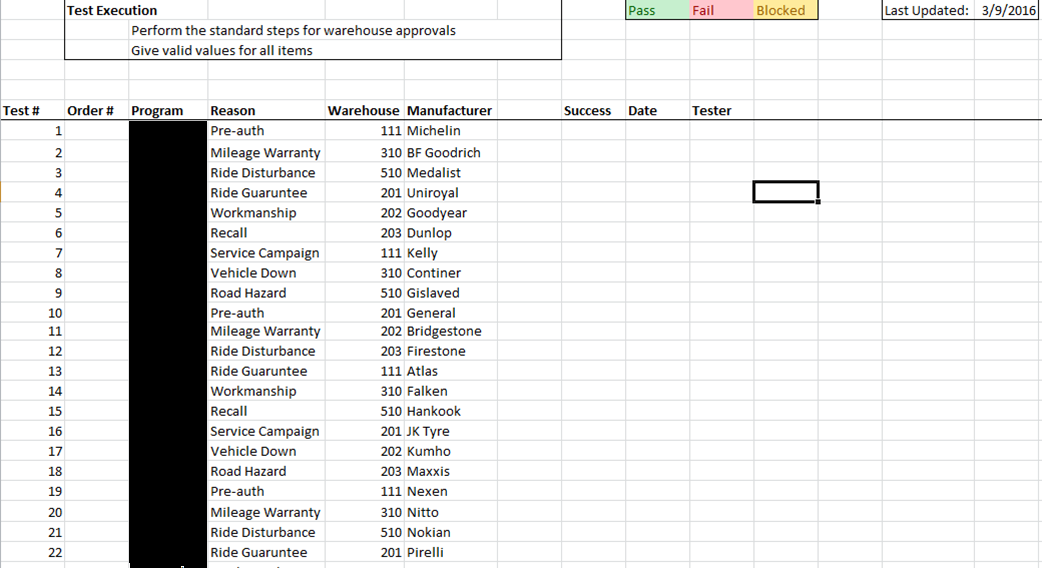 Test Execution Pass Fail Blocked Last Updated: 3/9/2016
Perform the standard steps for warehouse approvals
Give valid values for all items
Test # Order # Program Reason Warehouse Manufacturer Success Date Tester
1 Pre-auth 111 Michelin
2 Mileage Warranty 310 BF Goodrich
3 Ride Disturbance 510 Medalist
4 Ride Guaruntee 201 Uniroyal
5 Workmanship 202 Goodyear
6 Recall 203 Dunlop
7 Service Campaign 111 Kelly
8 Vehicle Down 310 Continer
9 Road Hazard 510 Gislaved
10 Pre-auth 201 General
11 Mileage Warranty 202 Bridgestone
12 Ride Disturbance 203 Firestone
13 Ride Guaruntee 111 Atlas
14 Workmanship 310 Falken
15 Recall 510 Hankook
16 Service Campaign 201 JK Tyre
17 Vehicle Down 202 Kumho
18 Road Hazard 203 Maxxis
19 Pre-auth 111 Nexen
20 Mileage Warranty 310 Nitto
21 Ride Disturbance 510 Nokian
22 Ride Guaruntee 201 Pirelli